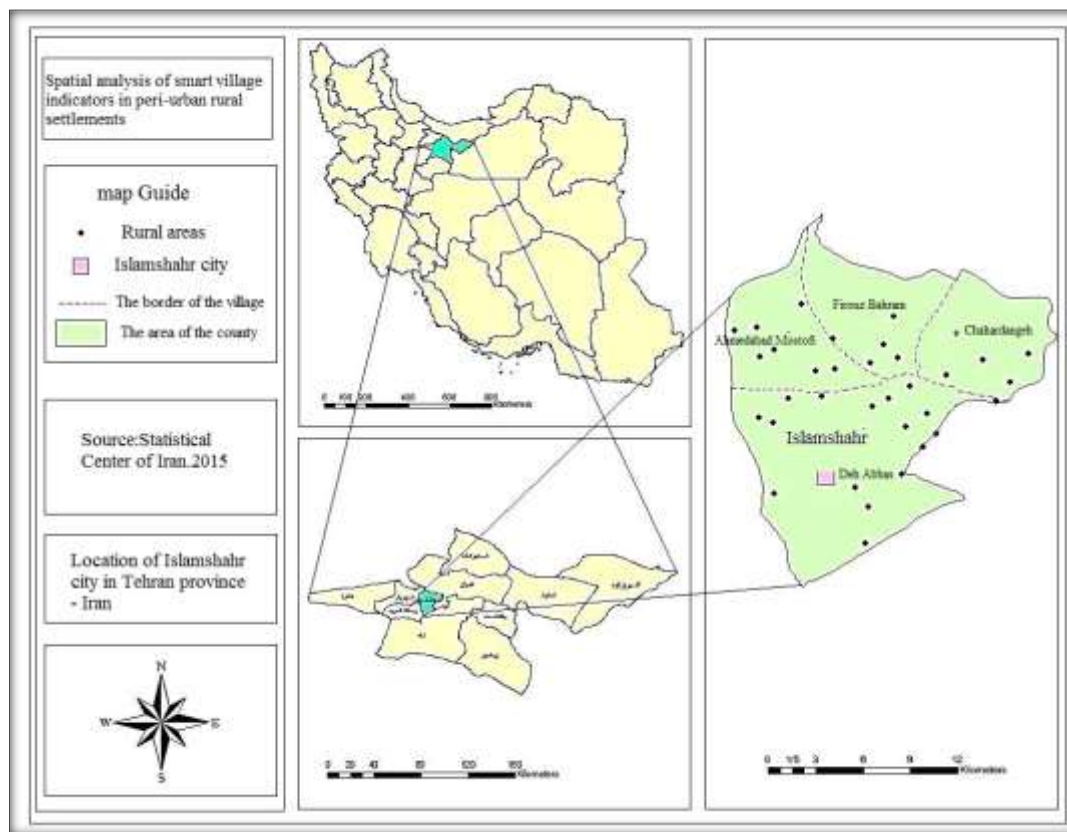 Spatial analysis of smart village
indicators in peri-urban rural
settlements
map Guide
Rural areas
Islamshahr city
The border of the village
The area of the county
Source:Statistical
Center of Iran.2015
Location of Islamshahr
city in Tehran province
- Iran
N
W E
S
0 100 200 400 600 800
Kilometers
0 20 40 80 120 160
Kilometers
Firouz Bahram
Chahardangeh
Ahmedabad Mostofi
Islamshahr
Deh Abbas
0 1/5 3 6 9 12
Kilometers